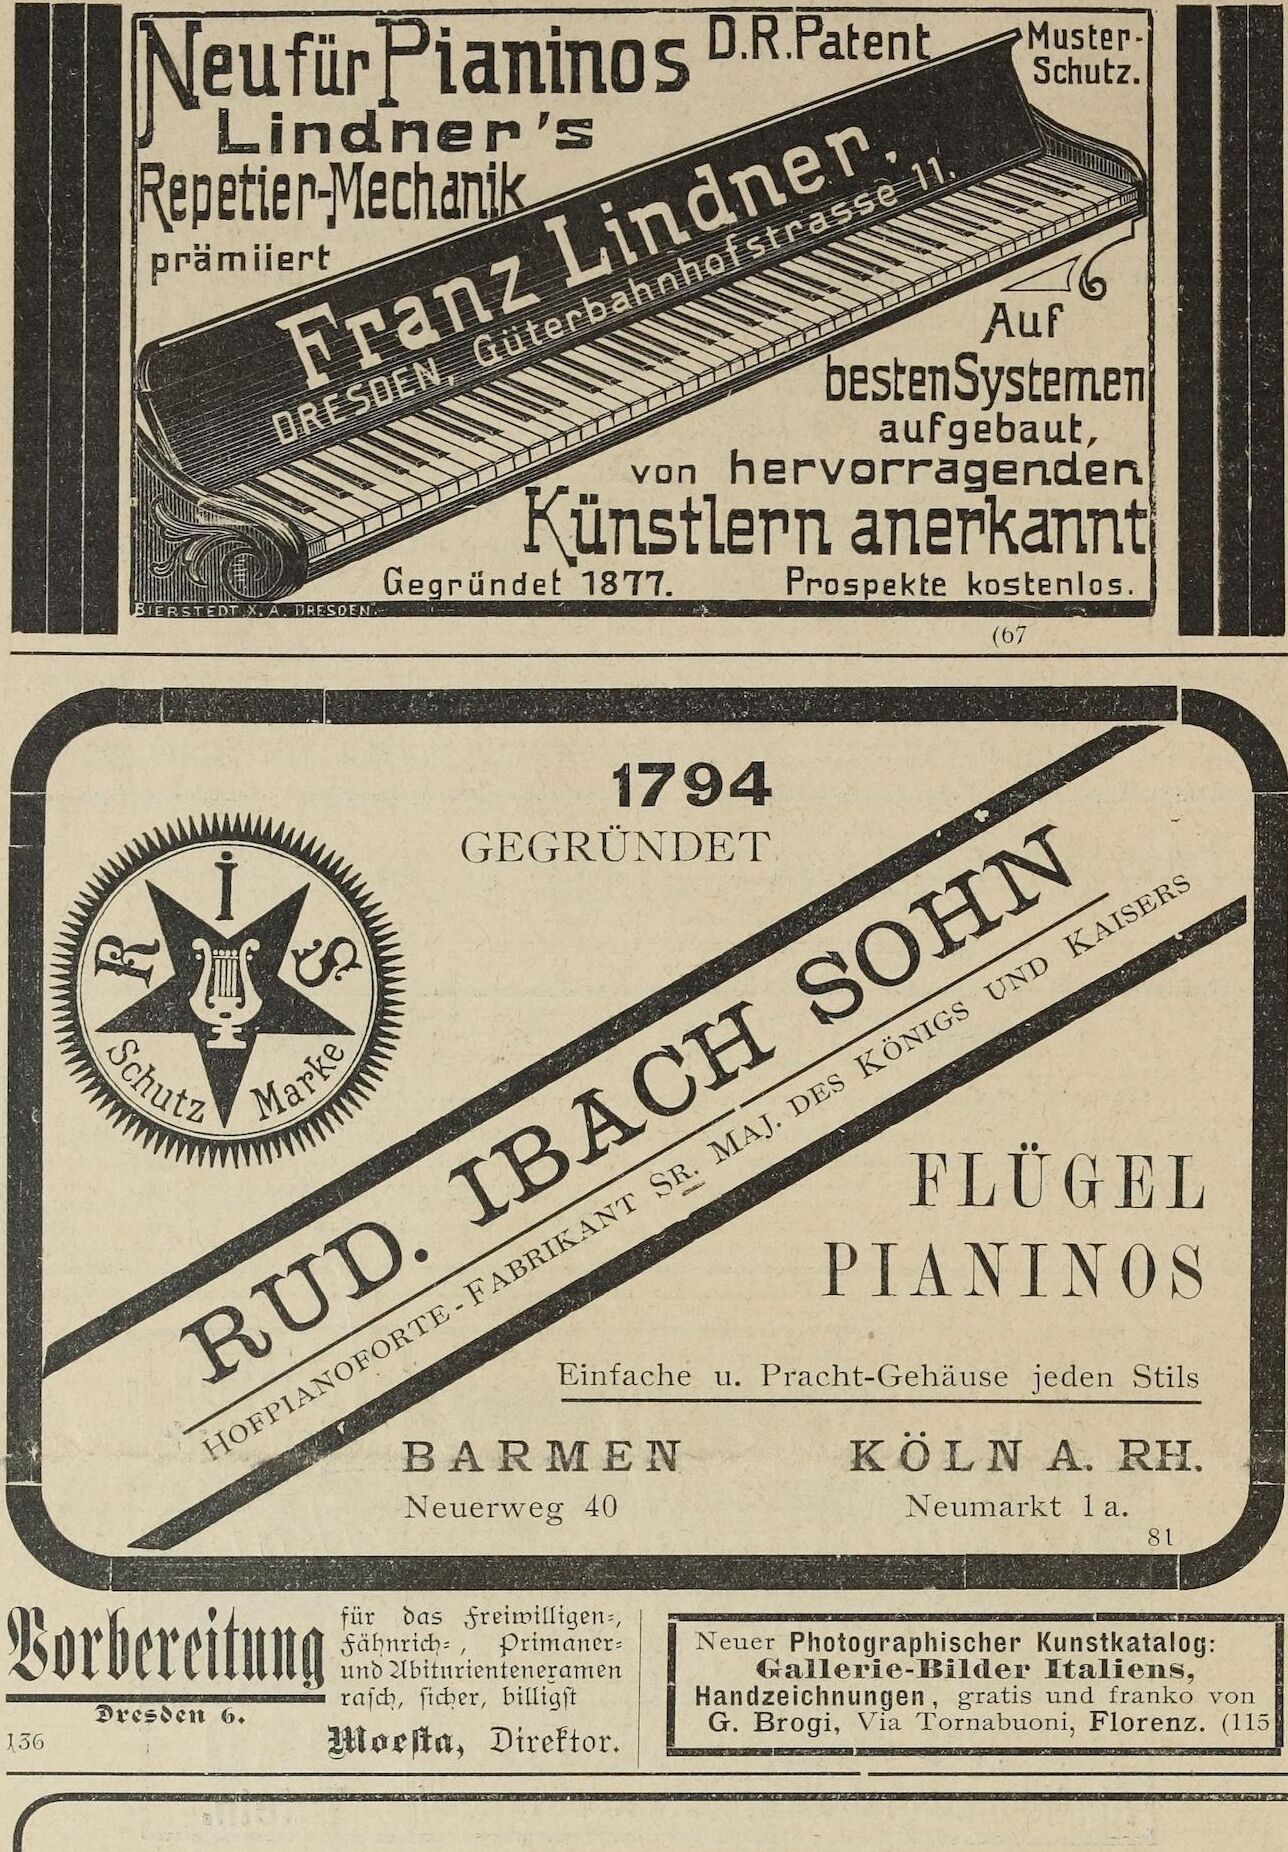 Neu für Pianinos D.R.Patent Muster-
Schutz.
Lindner's
Repetier-Mechanik
prämiiert
Franz Lindner,
DRESDEN, Güterbahnhofstrasse 11.
Auf
besten Systemen
aufgebaut,
von hervorragenden
Künstlern anerkannt
Gegründet 1877. Prospekte kostenlos.
BIERSTEDT X. A. DRESDEN.
(67
1794
GEGRÜNDET
R I S
Schutz Marke
RUD. IBACH SOHN
HOFPIANOFORTE-FABRIKANT SR. MAJ. DES KÖNIGS UND KAISERS
FLÜGEL
PIANINOS
Einfache u. Pracht-Gehäuse jeden Stils
BARMEN KÖLN A. RH.
Neuerweg 40 Neumarkt 1a.
81
Vorbereitung
Dresden 6.
136
für das Freiwilligen-,
Fähnrich-, Primaner-
und Abiturientenexamen
rasch, sicher, billigst
Moesta, Direktor.
Neuer Photographischer Kunstkatalog:
Gallerie-Bilder Italiens,
Handzeichnungen, gratis und franko von
G. Brogi, Via Tornabuoni, Florenz. (115